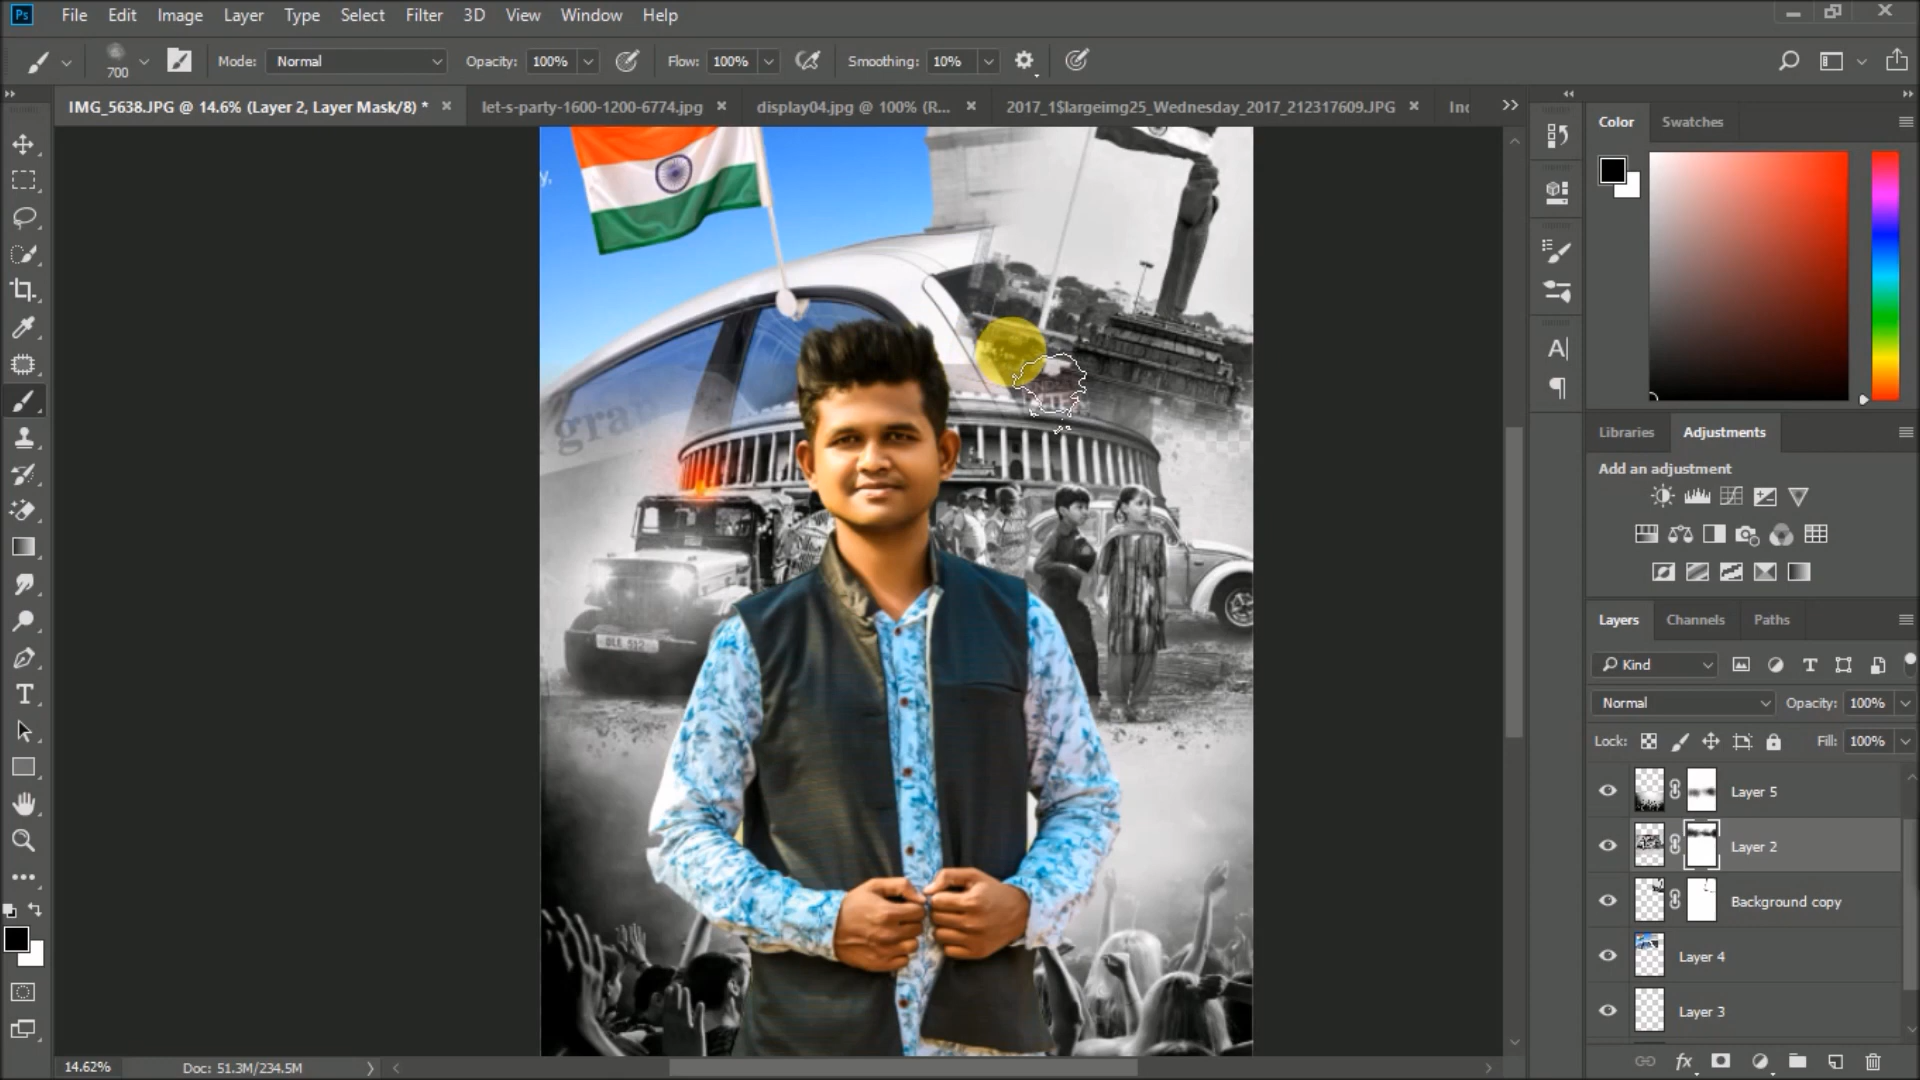 Ps File Edit Image Layer Type Select Filter 3D View Window Help
700 Mode: Normal Opacity: 100% Flow: 100% Smoothing: 10%
IMG_5638.JPG @ 14.6% (Layer 2, Layer Mask/8) * let-s-party-1600-1200-6774.jpg display04.jpg @ 100% (R... 2017_1$largeimg25_Wednesday_2017_212317609.JPG
Color Swatches
y,
gran
DLE 512
Libraries Adjustments
Add an adjustment
Layers Channels Paths
Kind
Normal Opacity: 100%
Lock: Fill: 100%
Layer 5
Layer 2
Background copy
Layer 4
Layer 3
14.62% Doc: 51.3M/234.5M